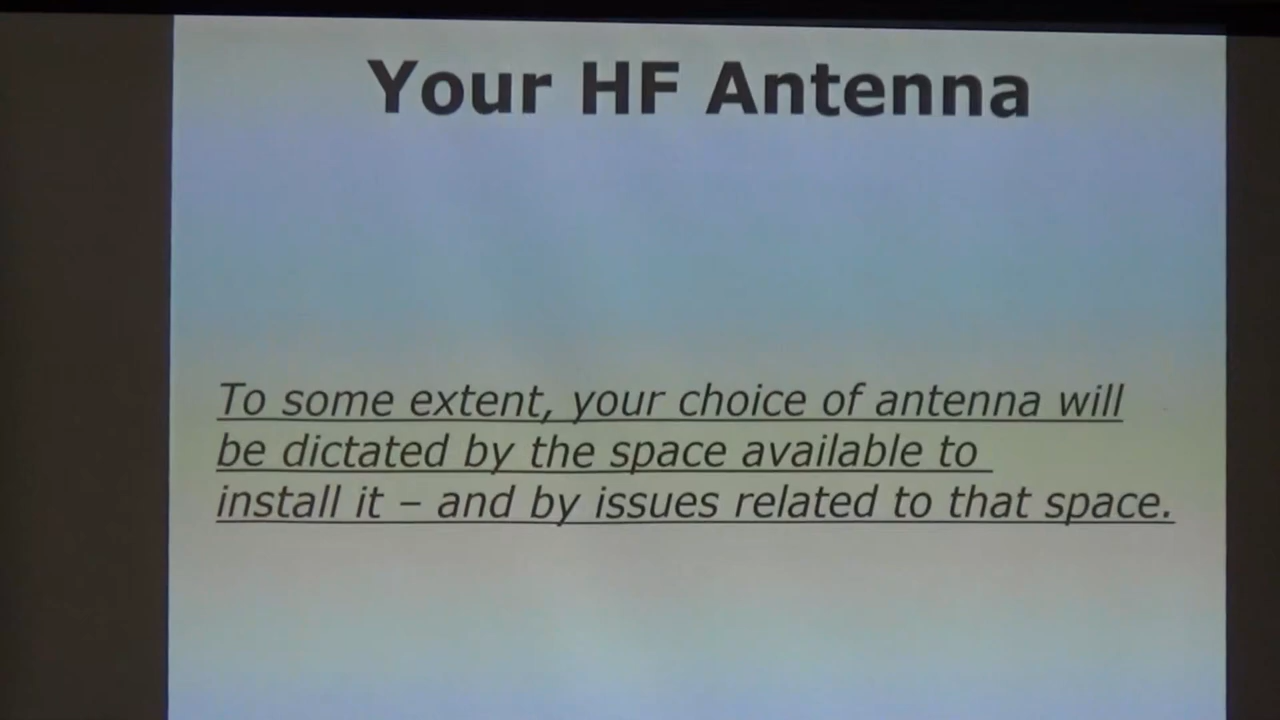 Your HF Antenna
To some extent, your choice of antenna will
be dictated by the space available to
install it – and by issues related to that space.